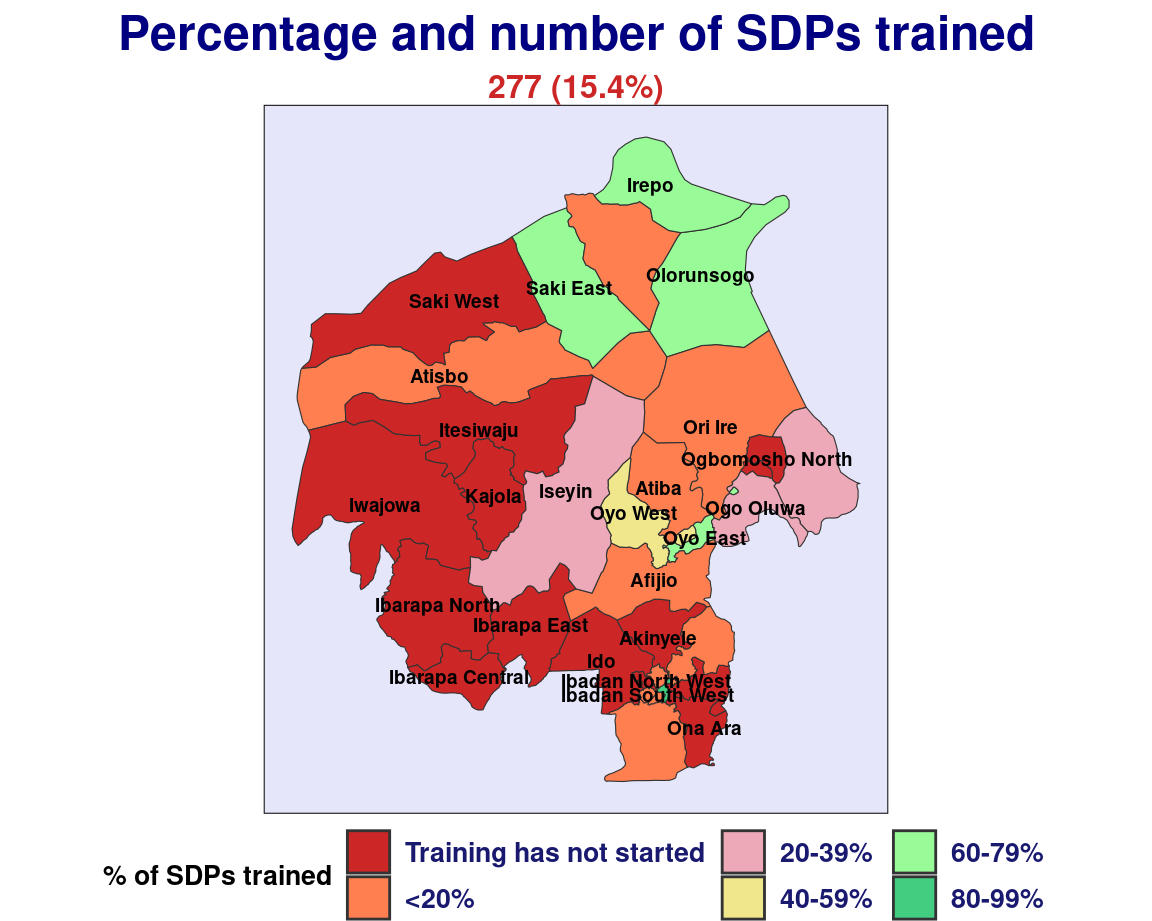 Percentage and number of SDPs trained
277 (15.4%)
Irepo
Olorunsogo
Saki East
Saki West
Atisbo
Ori Ire
Itesiwaju
Ogbomosho North
Atiba
Iseyin
Kajola
Iwajowa
Ogo Oluwa
Oyo West
Oyo East
Afijio
Ibarapa North
Ibarapa East
Akinyele
Ido
Ibarapa Central
Ibadan North West
Ibadan South West
Ona Ara
% of SDPs trained
Training has not started
<20%
20-39%
40-59%
60-79%
80-99%